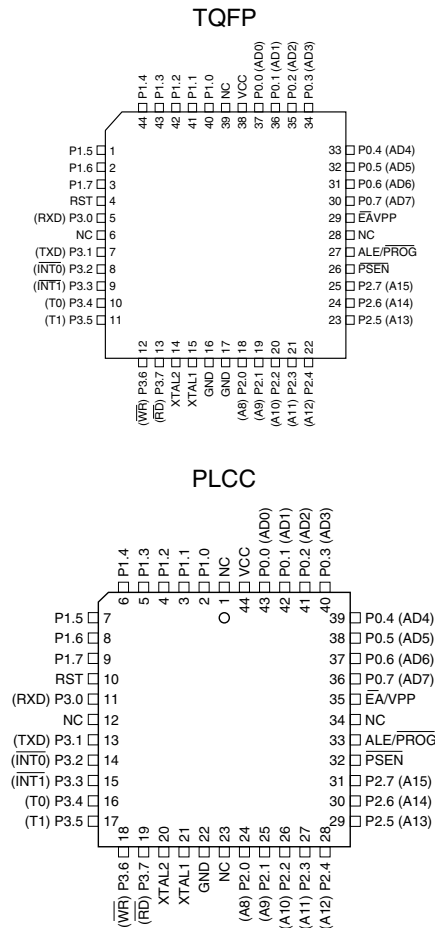 TQFP
44 P1.4
43 P1.3
42 P1.2
41 P1.1
40 P1.0
39 NC
38 VCC
37 P0.0 (AD0)
36 P0.1 (AD1)
35 P0.2 (AD2)
34 P0.3 (AD3)
P1.5 1
P1.6 2
P1.7 3
RST 4
(RXD) P3.0 5
NC 6
(TXD) P3.1 7
(INT0) P3.2 8
(INT1) P3.3 9
(T0) P3.4 10
(T1) P3.5 11
33 P0.4 (AD4)
32 P0.5 (AD5)
31 P0.6 (AD6)
30 P0.7 (AD7)
29 EAVPP
28 NC
27 ALE/PROG
26 PSEN
25 P2.7 (A15)
24 P2.6 (A14)
23 P2.5 (A13)
(WR) P3.6 12
(RD) P3.7 13
XTAL2 14
XTAL1 15
GND 16
GND 17
(A8) P2.0 18
(A9) P2.1 19
(A10) P2.2 20
(A11) P2.3 21
(A12) P2.4 22
PLCC
6 P1.4
5 P1.3
4 P1.2
3 P1.1
2 P1.0
1 NC
44 VCC
43 P0.0 (AD0)
42 P0.1 (AD1)
41 P0.2 (AD2)
40 P0.3 (AD3)
P1.5 7
P1.6 8
P1.7 9
RST 10
(RXD) P3.0 11
NC 12
(TXD) P3.1 13
(INT0) P3.2 14
(INT1) P3.3 15
(T0) P3.4 16
(T1) P3.5 17
39 P0.4 (AD4)
38 P0.5 (AD5)
37 P0.6 (AD6)
36 P0.7 (AD7)
35 EA/VPP
34 NC
33 ALE/PROG
32 PSEN
31 P2.7 (A15)
30 P2.6 (A14)
29 P2.5 (A13)
(WR) P3.6 18
(RD) P3.7 19
XTAL2 20
XTAL1 21
GND 22
NC 23
(A8) P2.0 24
(A9) P2.1 25
(A10) P2.2 26
(A11) P2.3 27
(A12) P2.4 28